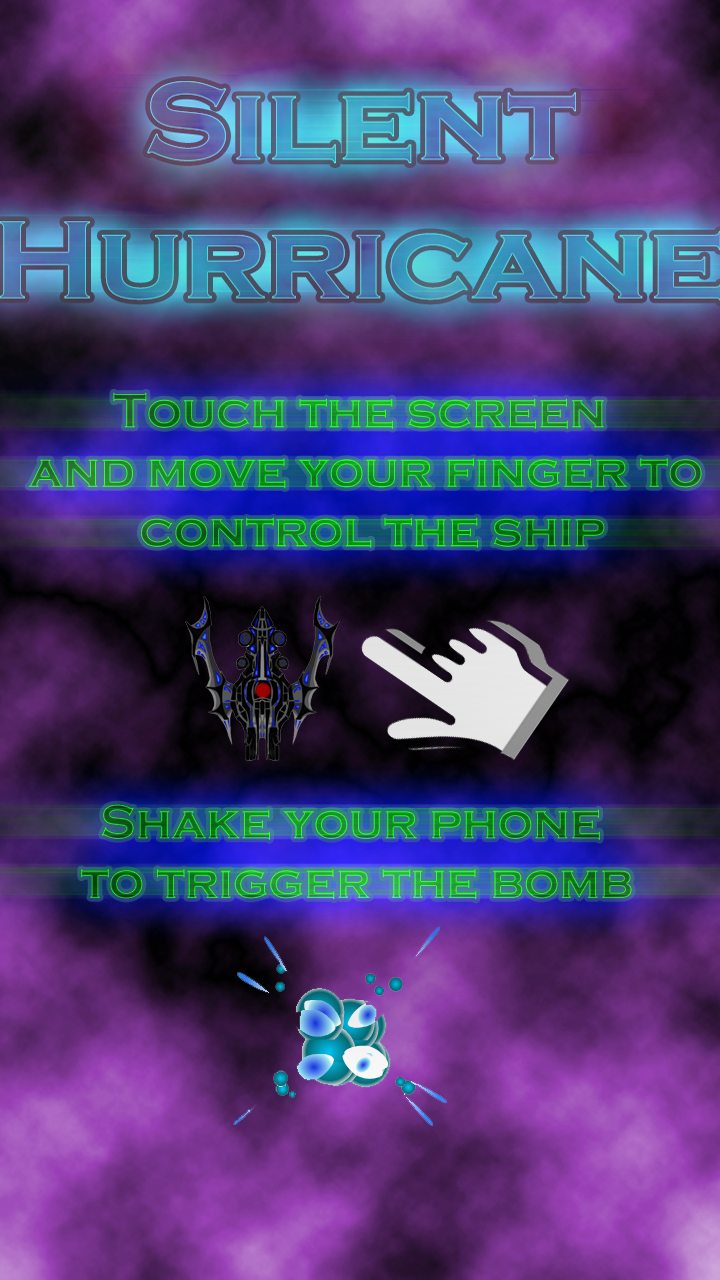 Silent
Hurricane
Touch the screen
and move your finger to
control the ship
Shake your phone
to trigger the bomb